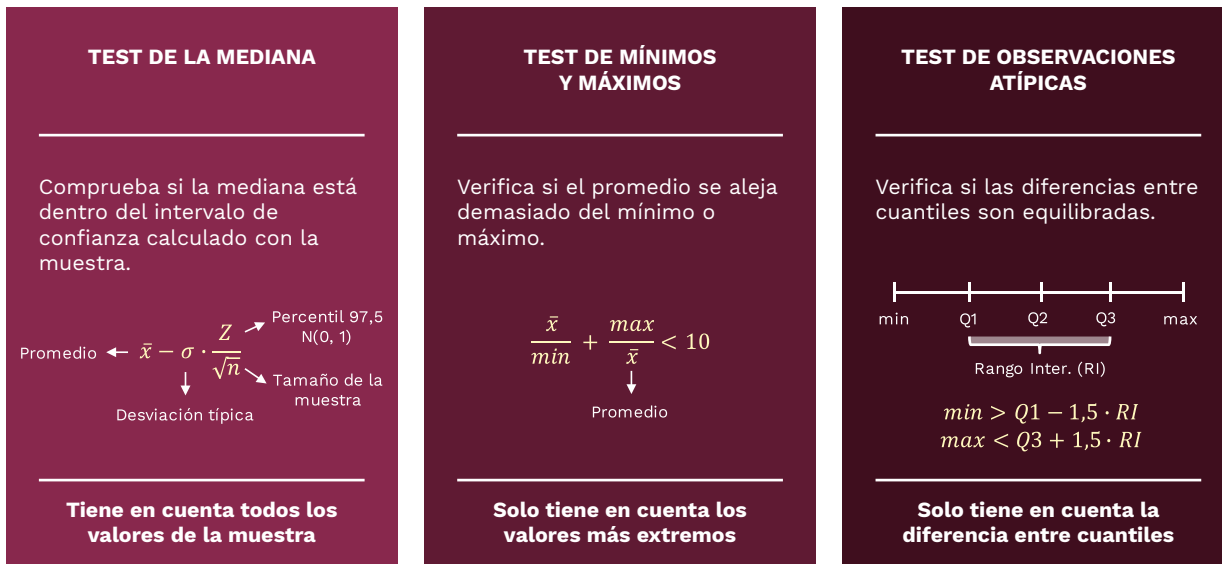 TEST DE LA MEDIANA
Comprueba si la mediana está
dentro del intervalo de
confianza calculado con la
muestra.
Promedio
x̄ − σ · Z/√n
Percentil 97,5
N(0, 1)
Tamaño de la
muestra
Desviación típica
Tiene en cuenta todos los
valores de la muestra
TEST DE MÍNIMOS
Y MÁXIMOS
Verifica si el promedio se aleja
demasiado del mínimo o
máximo.
x̄/min + max/x̄ < 10
Promedio
Solo tiene en cuenta los
valores más extremos
TEST DE OBSERVACIONES
ATÍPICAS
Verifica si las diferencias entre
cuantiles son equilibradas.
min Q1 Q2 Q3 max
Rango Inter. (RI)
min > Q1 − 1,5 · RI
max < Q3 + 1,5 · RI
Solo tiene en cuenta la
diferencia entre cuantiles